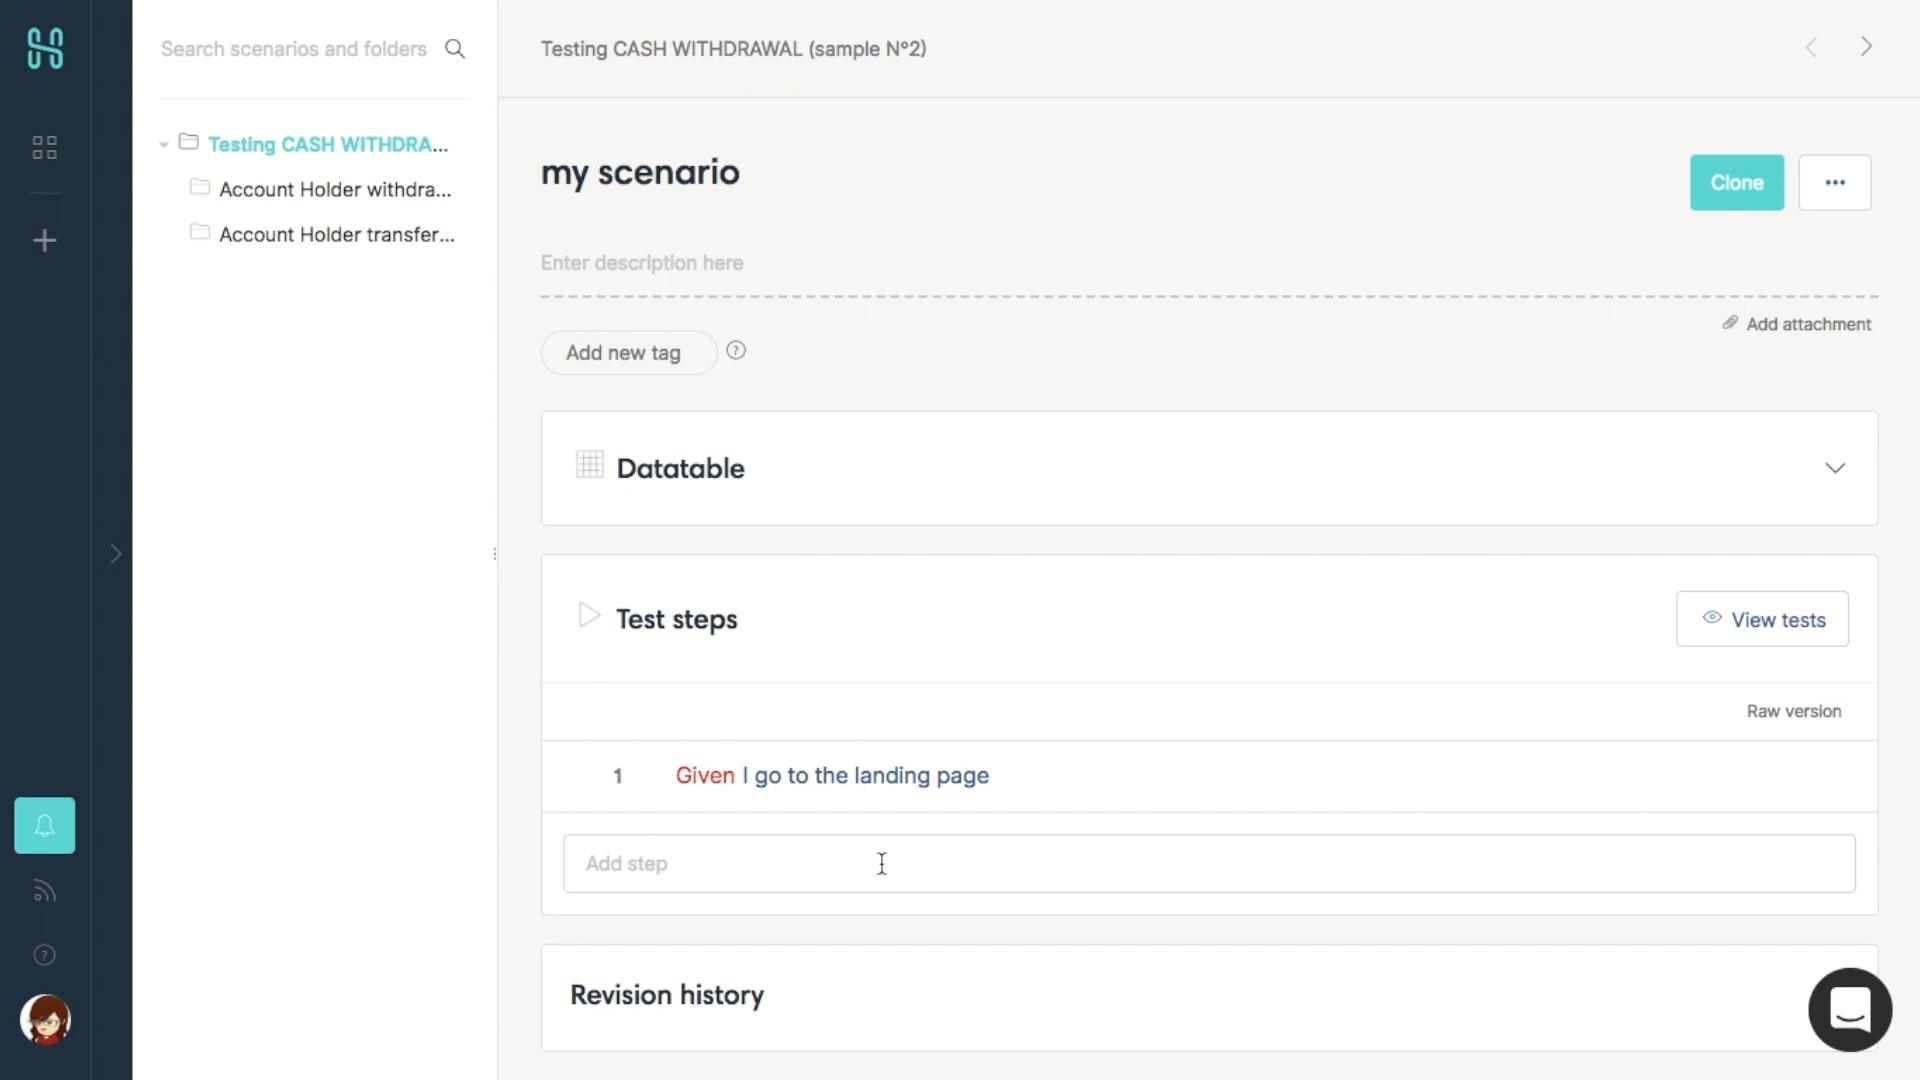 Search scenarios and folders
Testing CASH WITHDRA...
Account Holder withdra...
Account Holder transfer...
Testing CASH WITHDRAWAL (sample Nº2)
my scenario
Clone
Enter description here
Add attachment
Add new tag
Datatable
Test steps
View tests
Raw version
1 Given I go to the landing page
Add step
Revision history